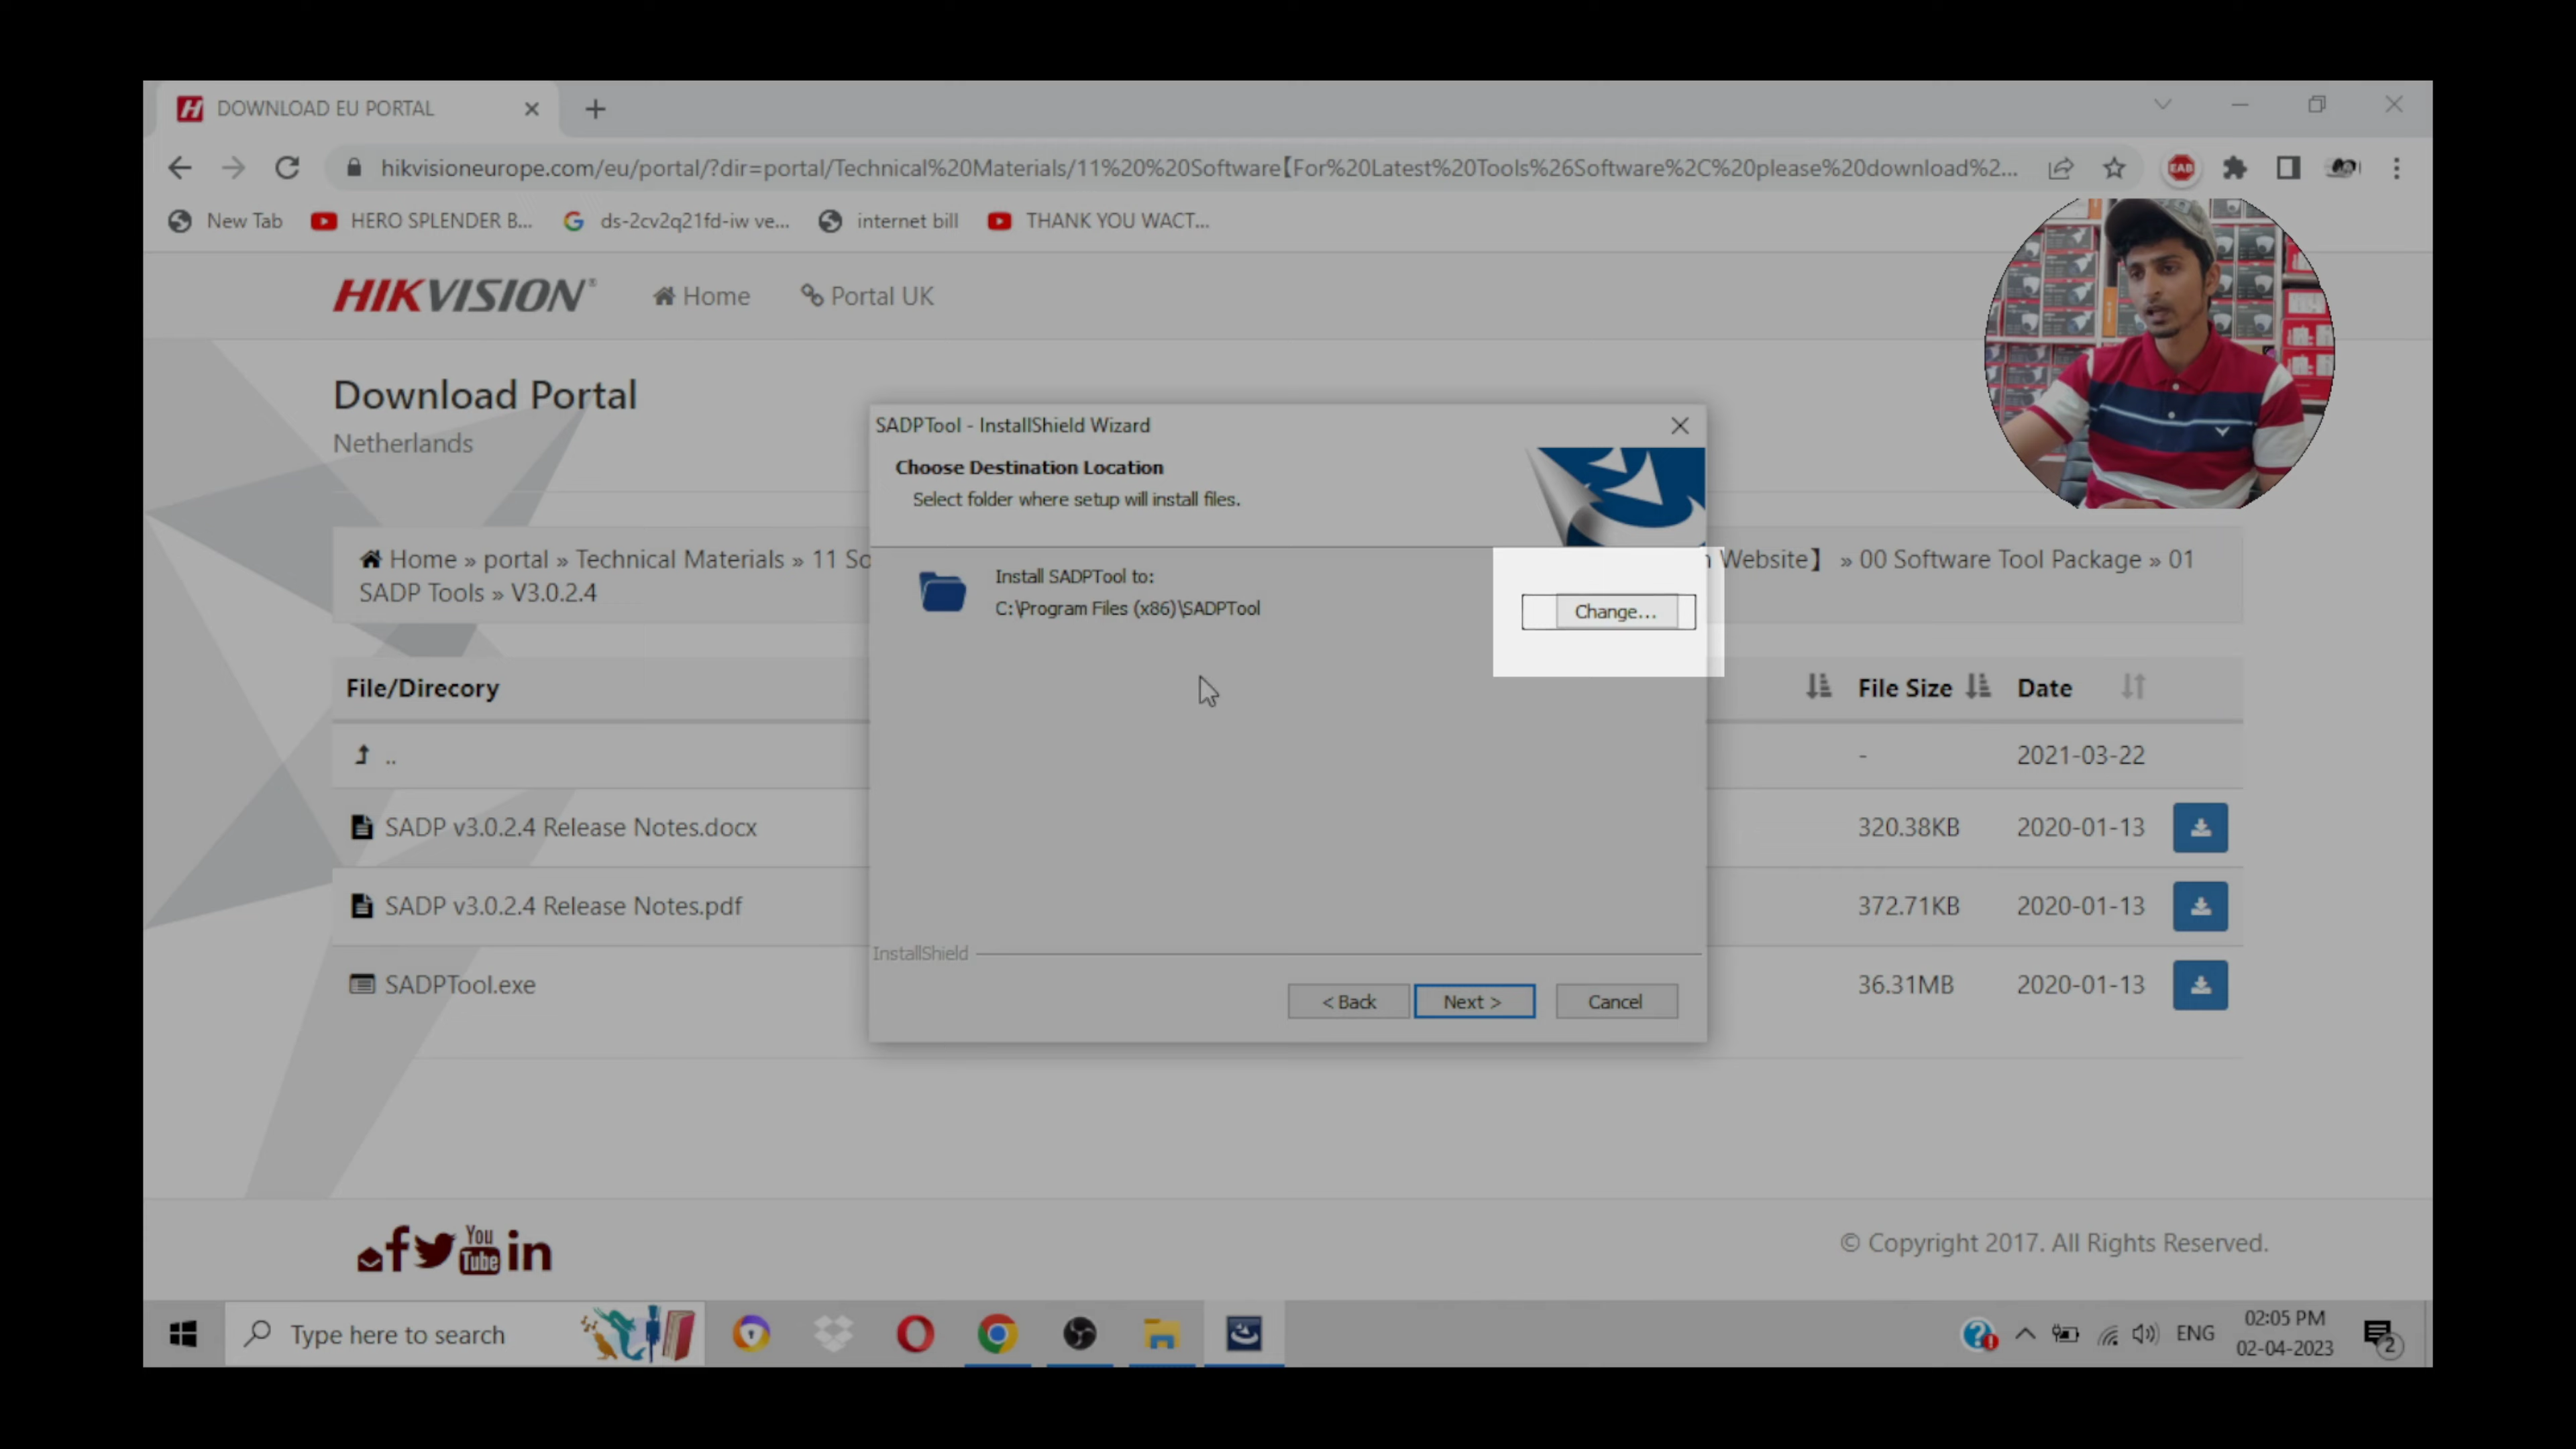 DOWNLOAD EU PORTAL
hikvisioneurope.com/eu/portal/?dir=portal/Technical%20Materials/11%20%20Software【For%20Latest%20Tools%26Software%2C%20please%20download%2...
EAB
New Tab
HERO SPLENDER B...
ds-2cv2q21fd-iw ve...
internet bill
THANK YOU WACT...
HIKVISION®
Home
Portal UK
Download Portal
Netherlands
Home » portal » Technical Materials » 11 So
Website】 » 00 Software Tool Package » 01
SADP Tools » V3.0.2.4
SADPTool - InstallShield Wizard
Choose Destination Location
Select folder where setup will install files.
Install SADPTool to:
C:\Program Files (x86)\SADPTool
Change...
InstallShield
< Back
Next >
Cancel
File/Direcory
File Size
Date
..
-
2021-03-22
SADP v3.0.2.4 Release Notes.docx
320.38KB
2020-01-13
SADP v3.0.2.4 Release Notes.pdf
372.71KB
2020-01-13
SADPTool.exe
36.31MB
2020-01-13
You
Tube
in
© Copyright 2017. All Rights Reserved.
Type here to search
ENG
02:05 PM
02-04-2023
2